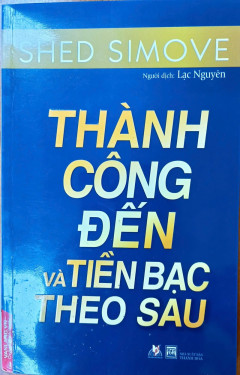 SHED SIMOVE
Người dịch: Lạc Nguyên
THÀNH
CÔNG
ĐẾN
VÀ TIỀN BẠC
THEO SAU